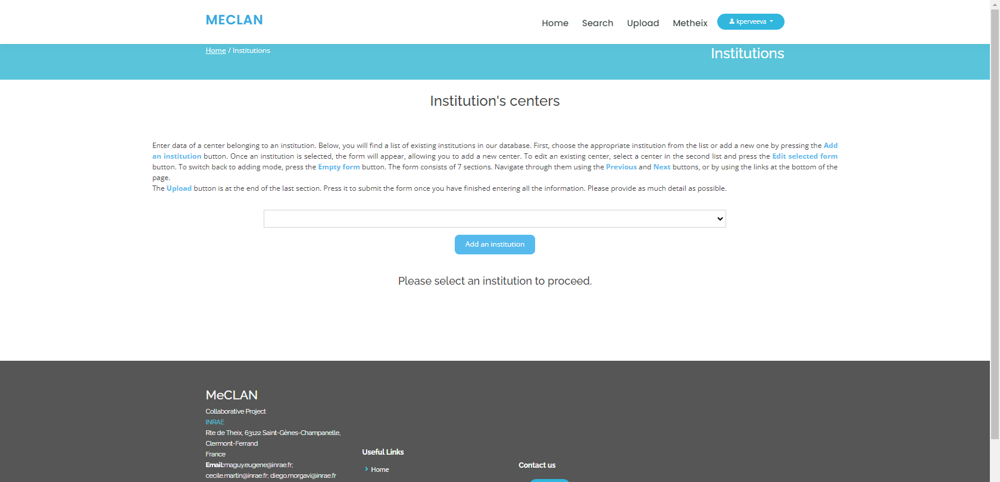 MECLAN
Home Search Upload Metheix kperveeva
Home / Institutions
Institutions
Institution's centers
Enter data of a center belonging to an institution. Below, you will find a list of existing institutions in our database. First, choose the appropriate institution from the list or add a new one by pressing the Add
an institution button. Once an institution is selected, the form will appear, allowing you to add a new center. To edit an existing center, select a center in the second list and press the Edit selected form
button. To switch back to adding mode, press the Empty form button. The form consists of 7 sections. Navigate through them using the Previous and Next buttons, or by using the links at the bottom of the
page.
The Upload button is at the end of the last section. Press it to submit the form once you have finished entering all the information. Please provide as much detail as possible.
Add an institution
Please select an institution to proceed.
MeCLAN
Collaborative Project
INRAE
Rte de Theix, 63122 Saint-Gènes-Champanelle,
Clermont-Ferrand
France
Email:maguy.eugene@inrae.fr;
cecile.martin@inrae.fr; diego.morgavi@inrae.fr
Useful Links
Home
Contact us